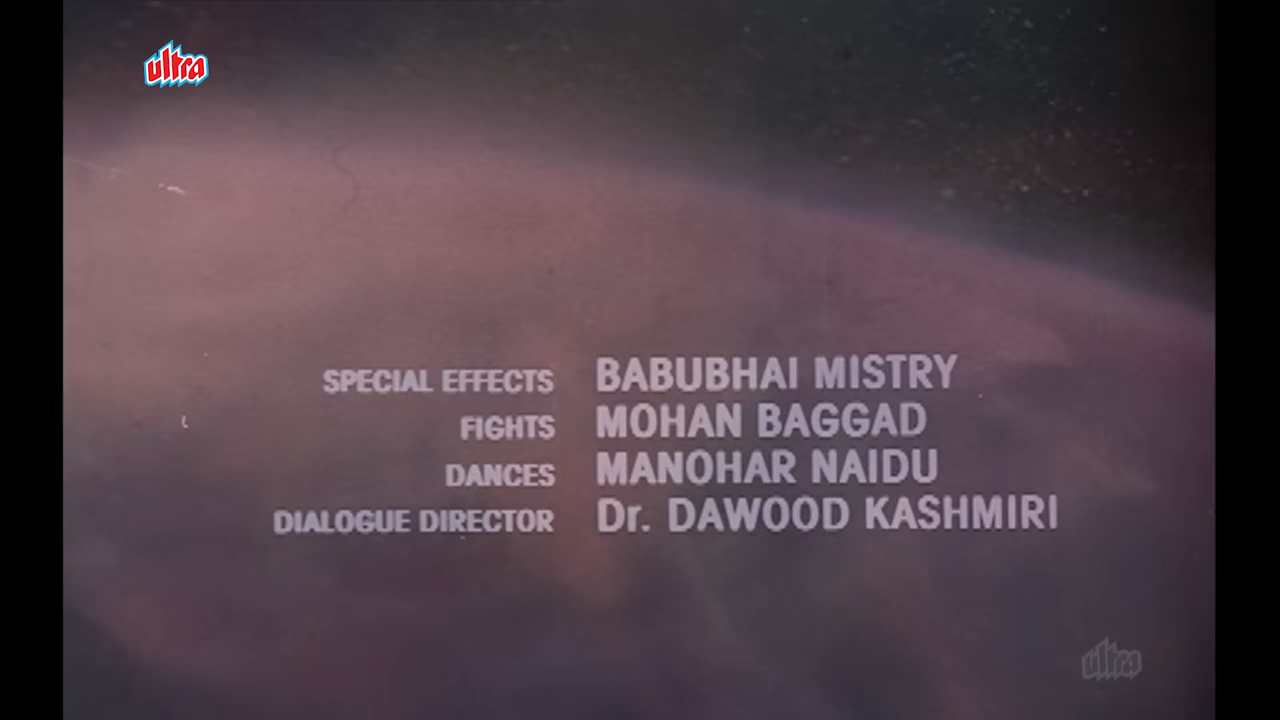 ultra
SPECIAL EFFECTS BABUBHAI MISTRY
FIGHTS MOHAN BAGGAD
DANCES MANOHAR NAIDU
DIALOGUE DIRECTOR Dr. DAWOOD KASHMIRI
ultra